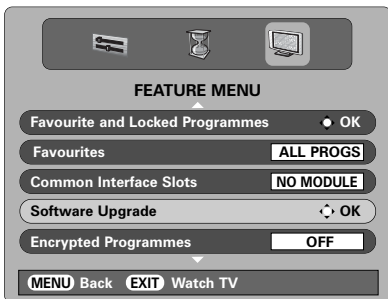 FEATURE MENU
Favourite and Locked Programmes OK
Favourites ALL PROGS
Common Interface Slots NO MODULE
Software Upgrade OK
Encrypted Programmes OFF
MENU Back EXIT Watch TV